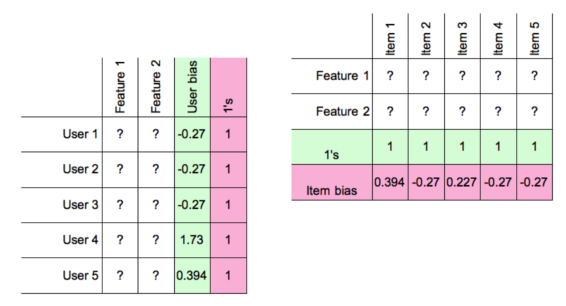 Feature 1 Feature 2 User bias 1's
User 1 ? ? -0.27 1
User 2 ? ? -0.27 1
User 3 ? ? -0.27 1
User 4 ? ? 1.73 1
User 5 ? ? 0.394 1
Item 1 Item 2 Item 3 Item 4 Item 5
Feature 1 ? ? ? ? ?
Feature 2 ? ? ? ? ?
1's 1 1 1 1 1
Item bias 0.394 -0.27 0.227 -0.27 -0.27